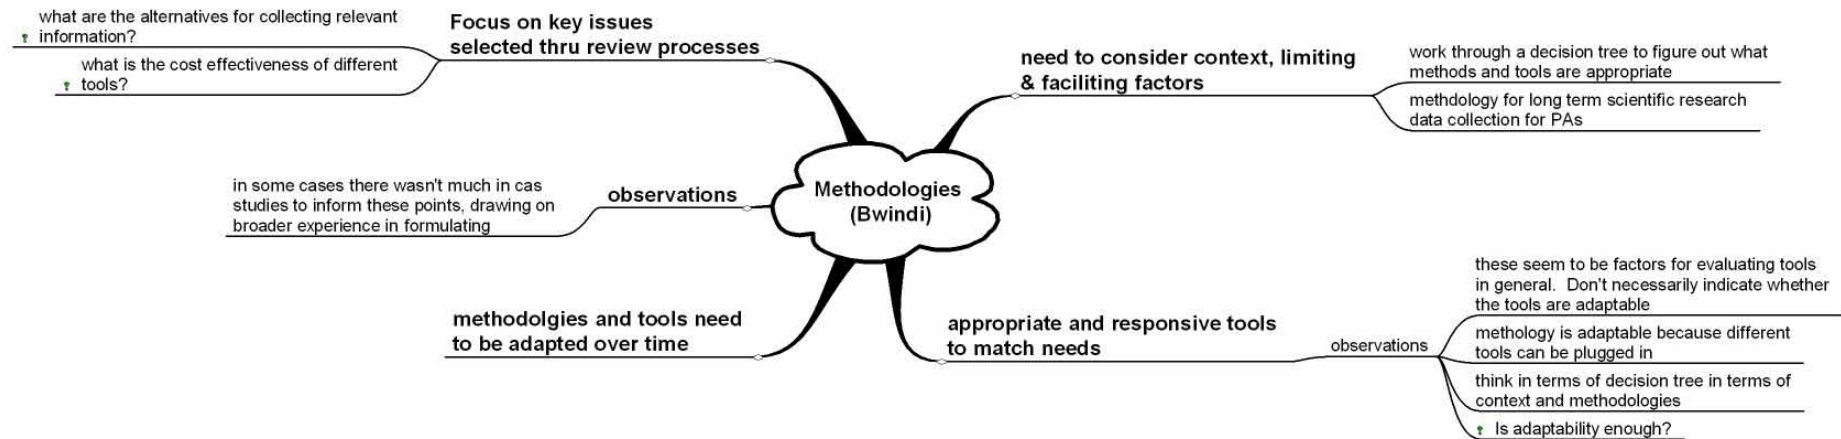 what are the alternatives for collecting relevant
information?
what is the cost effectiveness of different
tools?
Focus on key issues
selected thru review processes
need to consider context, limiting
& faciliting factors
work through a decision tree to figure out what
methods and tools are appropriate
methdology for long term scientific research
data collection for PAs
in some cases there wasn't much in cas
studies to inform these points, drawing on
broader experience in formulating
observations
Methodologies
(Bwindi)
methodolgies and tools need
to be adapted over time
appropriate and responsive tools
to match needs
observations
these seem to be factors for evaluating tools
in general. Don't necessarily indicate whether
the tools are adaptable
methology is adaptable because different
tools can be plugged in
think in terms of decision tree in terms of
context and methodologies
Is adaptability enough?